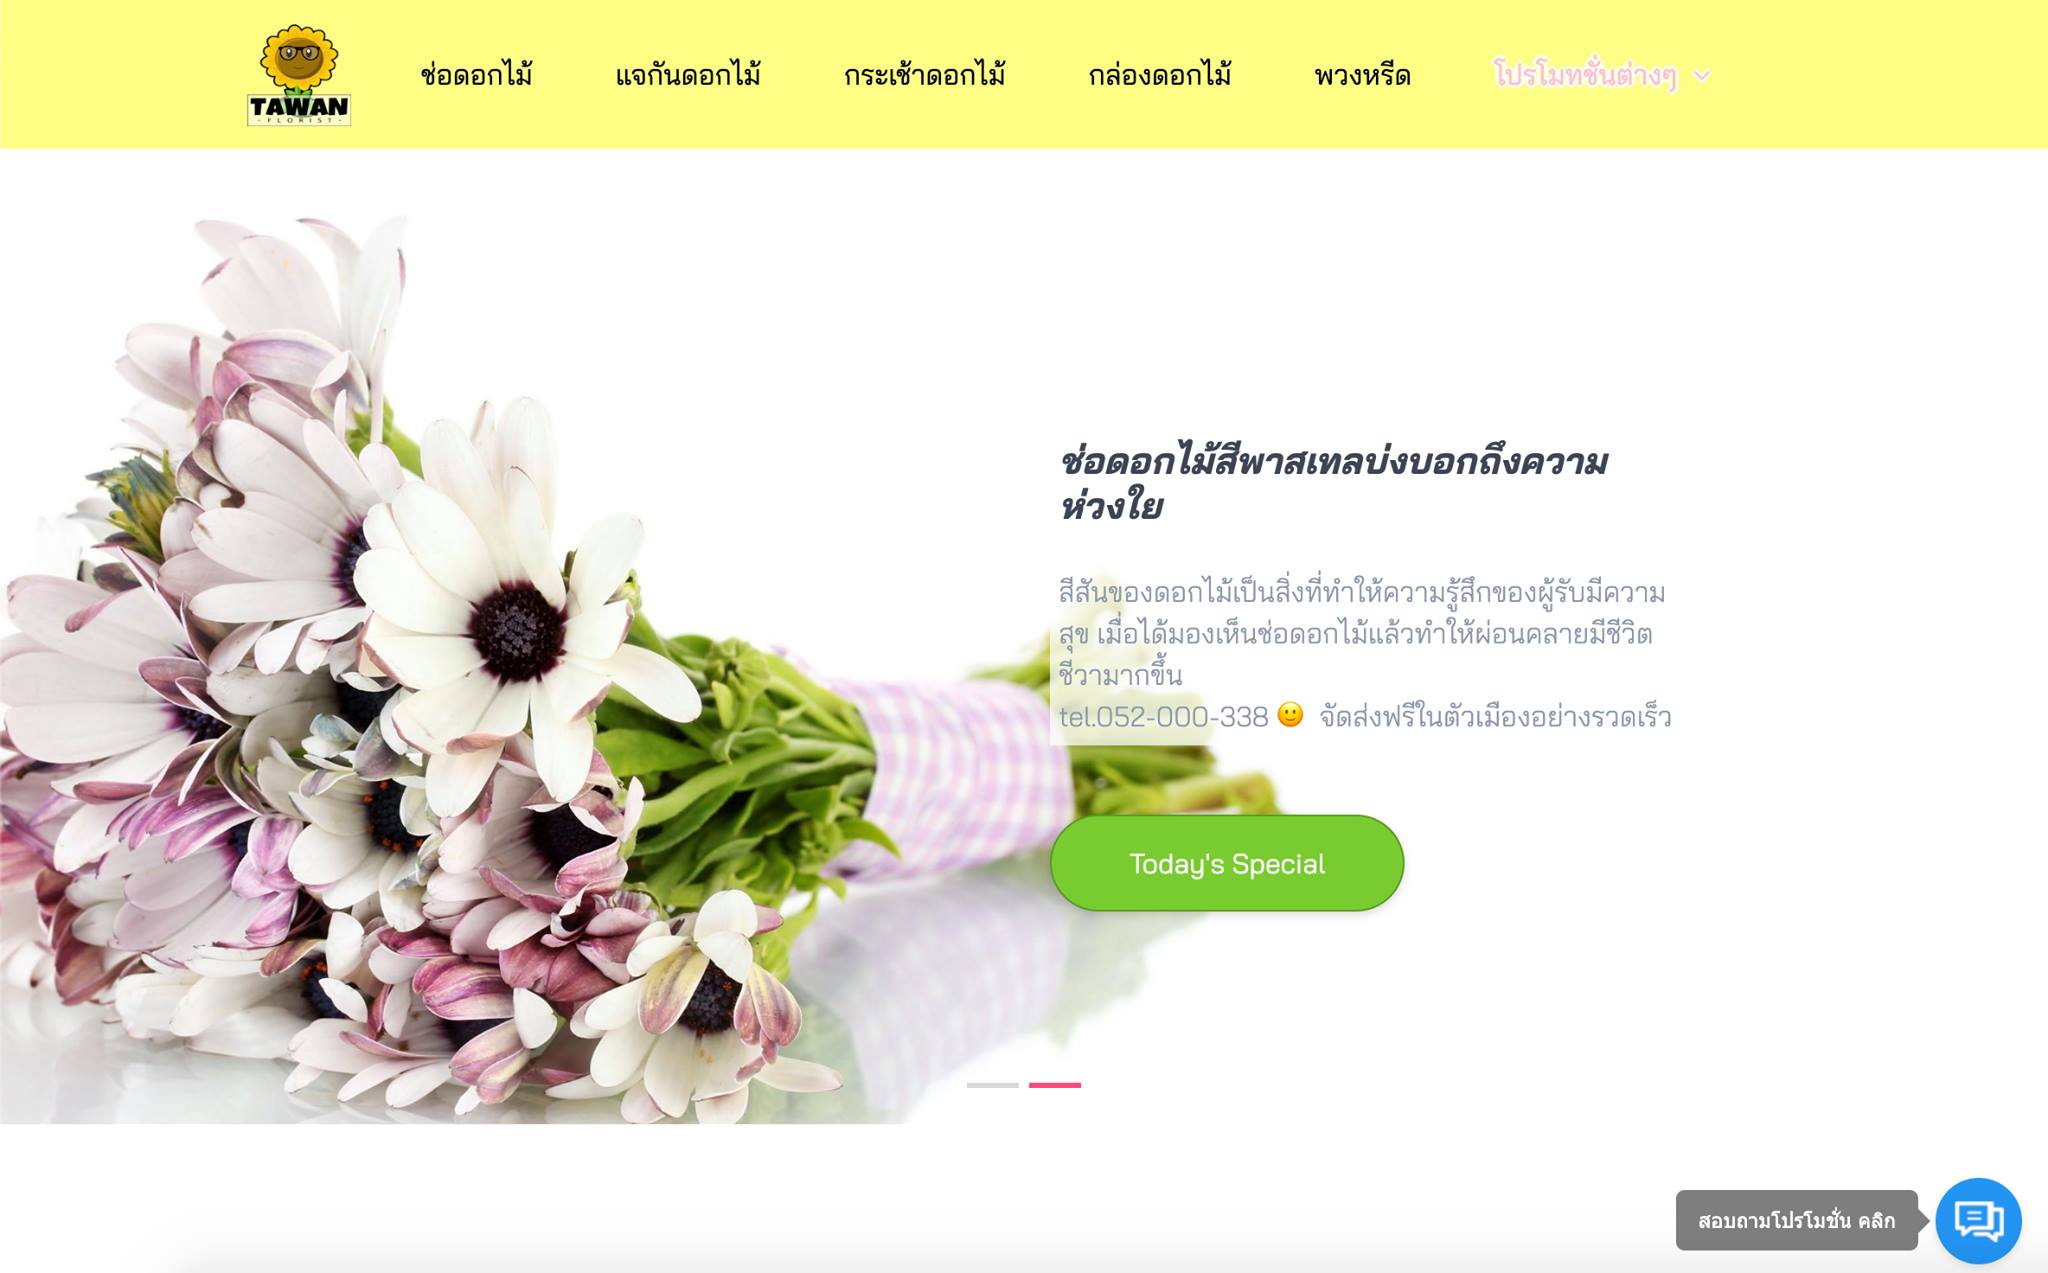 TAWAN
-FLORIST-
ช่อดอกไม้
แจกันดอกไม้
กระเช้าดอกไม้
กล่องดอกไม้
พวงหรีด
โปรโมทชั่นต่างๆ
ช่อดอกไม้สีพาสเทลบ่งบอกถึงความ
ห่วงใย
สีสันของดอกไม้เป็นสิ่งที่ทำให้ความรู้สึกของผู้รับมีความ
สุข เมื่อได้มองเห็นช่อดอกไม้แล้วทำให้ผ่อนคลายมีชีวิต
ชีวามากขึ้น
tel.052-000-338 🙂 จัดส่งฟรีในตัวเมืองอย่างรวดเร็ว
Today's Special
สอบถามโปรโมชั่น คลิก